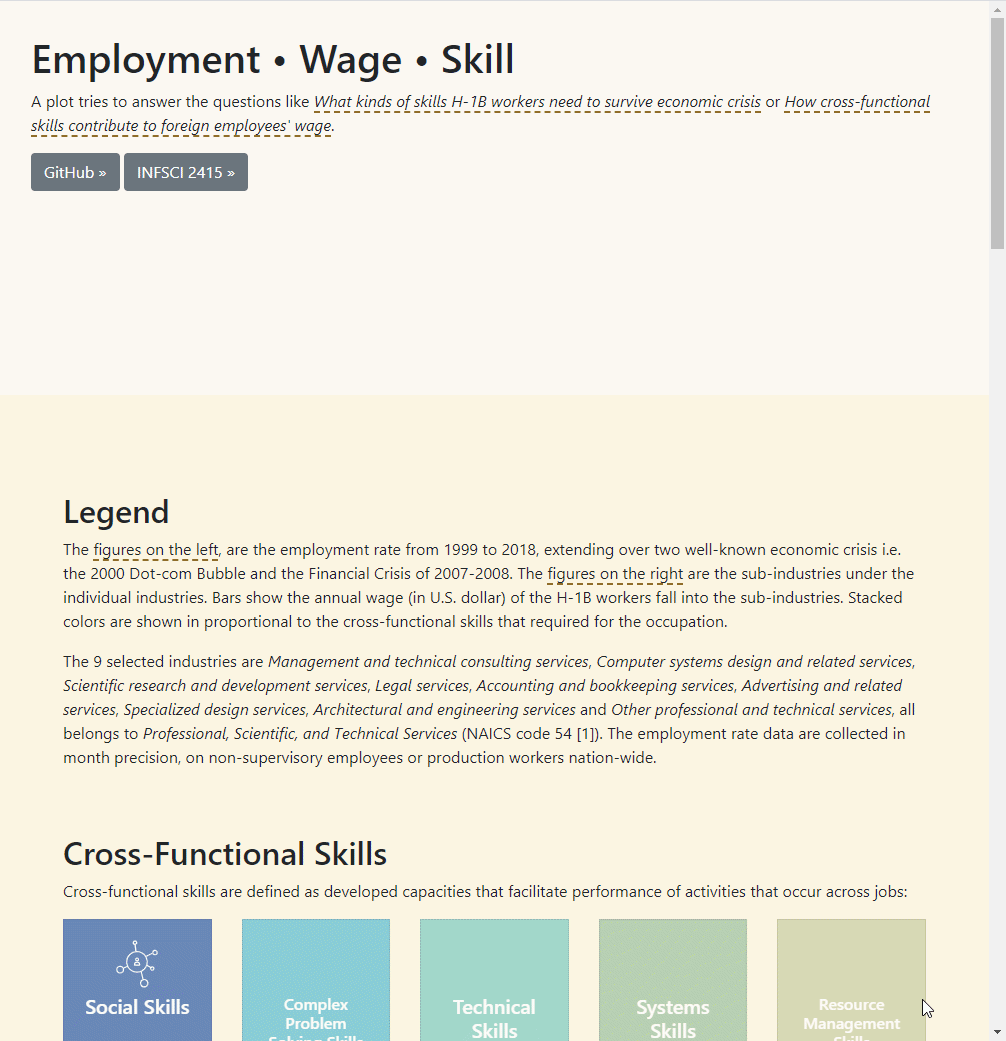 Employment • Wage • Skill
A plot tries to answer the questions like What kinds of skills H-1B workers need to survive economic crisis or How cross-functional
skills contribute to foreign employees' wage.
GitHub » INFSCI 2415 »
Legend
The figures on the left, are the employment rate from 1999 to 2018, extending over two well-known economic crisis i.e.
the 2000 Dot-com Bubble and the Financial Crisis of 2007-2008. The figures on the right are the sub-industries under the
individual industries. Bars show the annual wage (in U.S. dollar) of the H-1B workers fall into the sub-industries. Stacked
colors are shown in proportional to the cross-functional skills that required for the occupation.
The 9 selected industries are Management and technical consulting services, Computer systems design and related services,
Scientific research and development services, Legal services, Accounting and bookkeeping services, Advertising and related
services, Specialized design services, Architectural and engineering services and Other professional and technical services, all
belongs to Professional, Scientific, and Technical Services (NAICS code 54 [1]). The employment rate data are collected in
month precision, on non-supervisory employees or production workers nation-wide.
Cross-Functional Skills
Cross-functional skills are defined as developed capacities that facilitate performance of activities that occur across jobs:
Social Skills
Complex
Problem
Solving Skills
Technical
Skills
Systems
Skills
Resource
Management
Skills